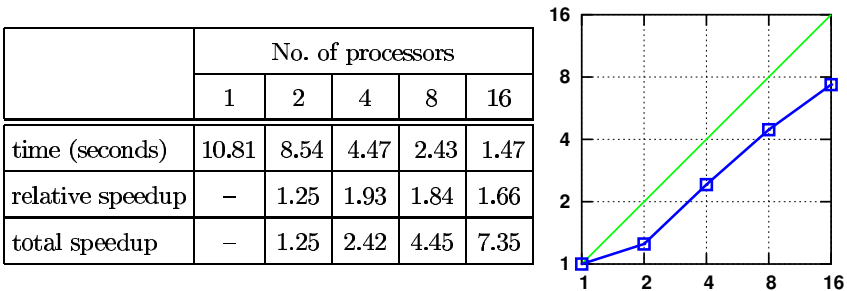 No. of processors
1 2 4 8 16
time (seconds) 10.81 8.54 4.47 2.43 1.47
relative speedup – 1.25 1.93 1.84 1.66
total speedup – 1.25 2.42 4.45 7.35
16
8
4
2
1
1 2 4 8 16